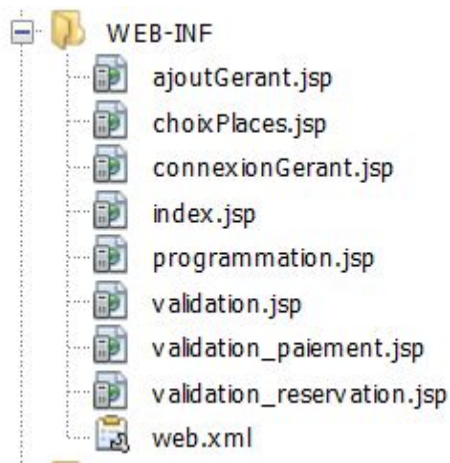 WEB-INF
ajoutGerant.jsp
choixPlaces.jsp
connexionGerant.jsp
index.jsp
programmation.jsp
validation.jsp
validation_paiement.jsp
validation_reservation.jsp
web.xml